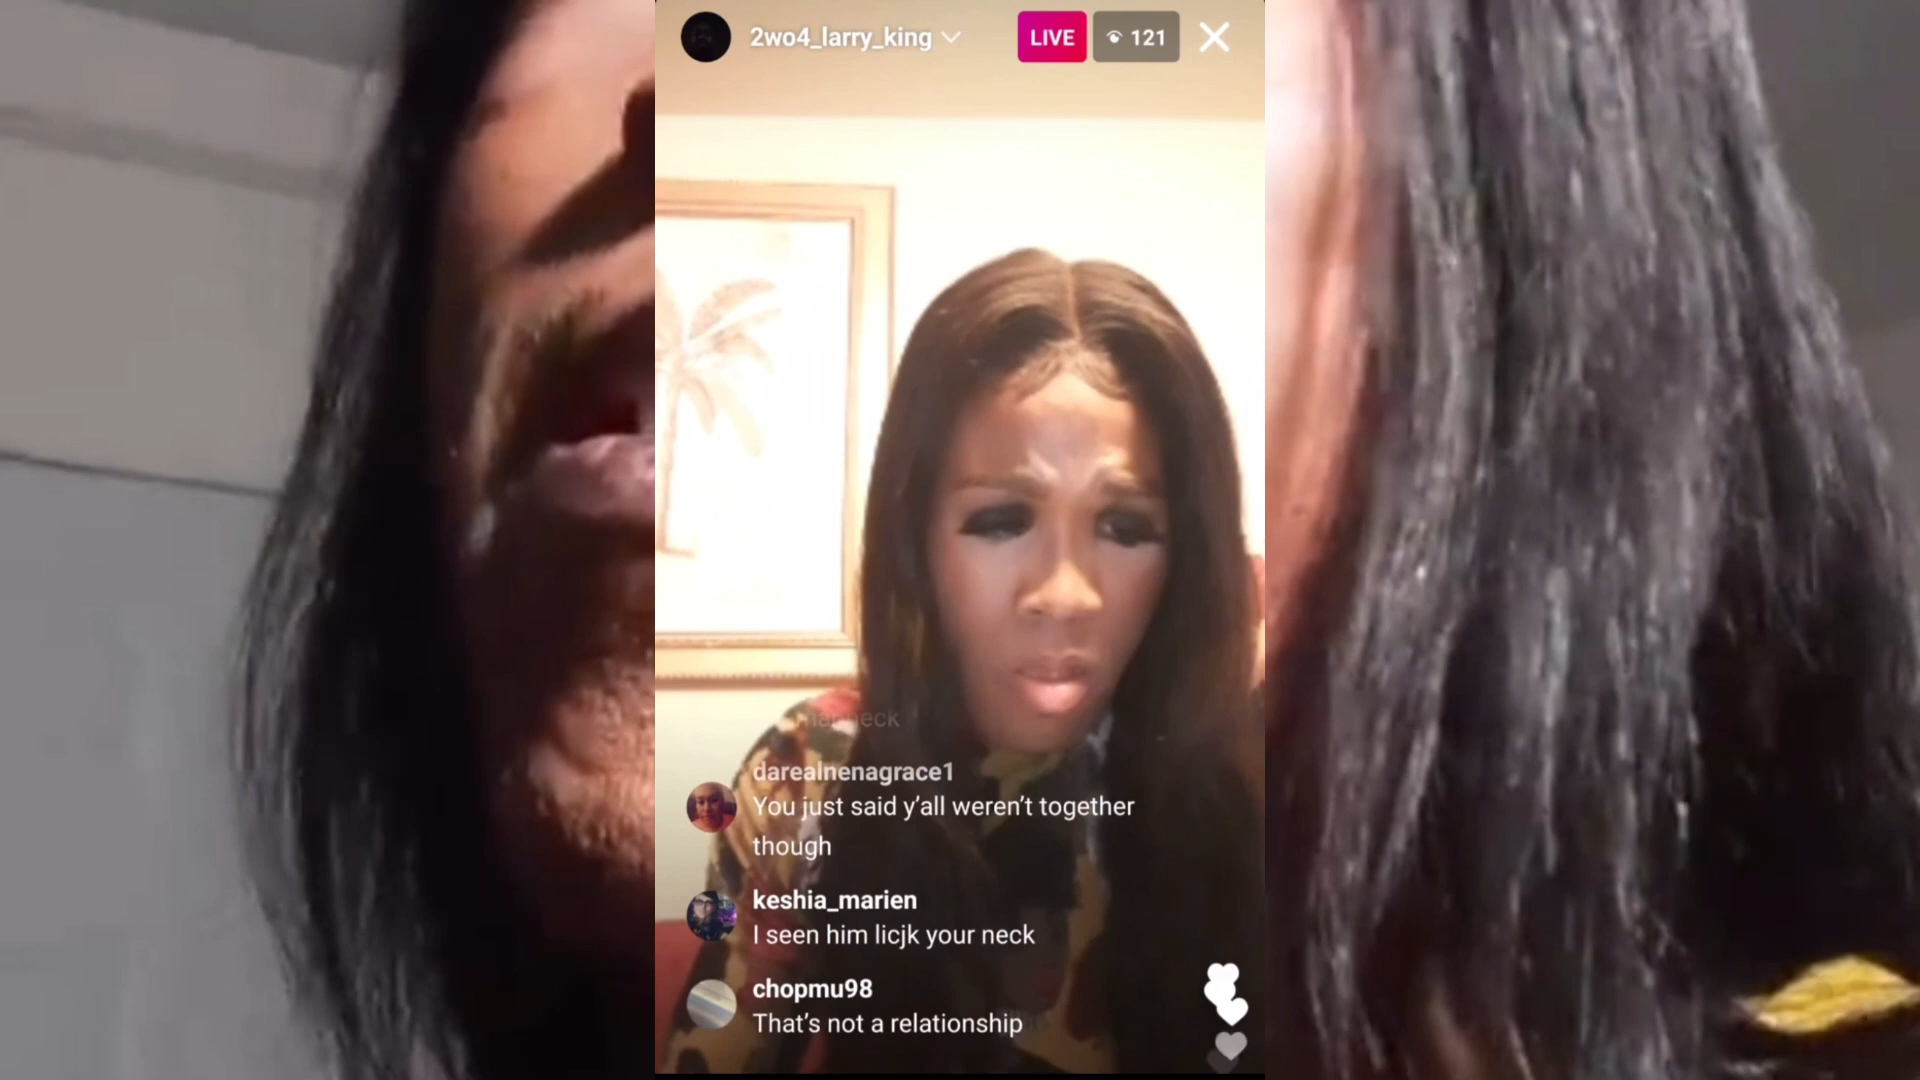 2wo4_larry_king
LIVE
121
neck
darealnenagrace1
You just said y’all weren’t together
though
keshia_marien
I seen him licjk your neck
chopmu98
That’s not a relationship